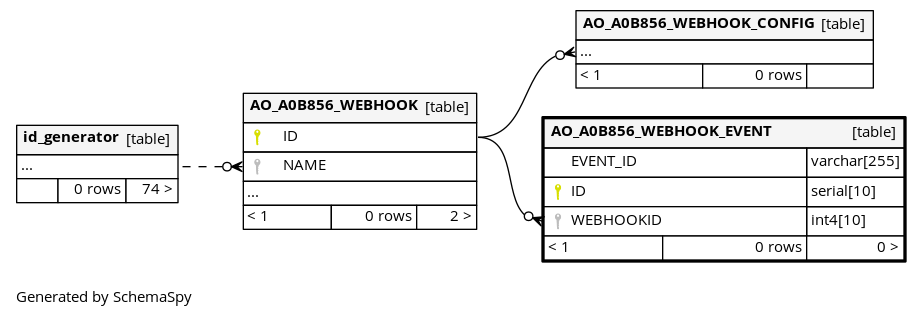 AO_A0B856_WEBHOOK_CONFIG [table]
...
< 1 0 rows
AO_A0B856_WEBHOOK [table]
ID
NAME
...
< 1 0 rows 2 >
id_generator [table]
...
0 rows 74 >
AO_A0B856_WEBHOOK_EVENT [table]
EVENT_ID varchar[255]
ID serial[10]
WEBHOOKID int4[10]
< 1 0 rows 0 >
Generated by SchemaSpy